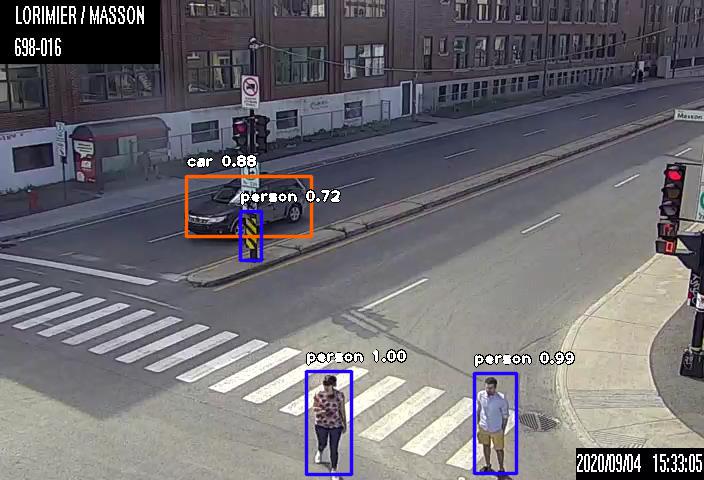 LORIMIER / MASSON
698-016
Masson
car 0.88
person 0.72
person 1.00
person 0.99
2020/09/04 15:33:05